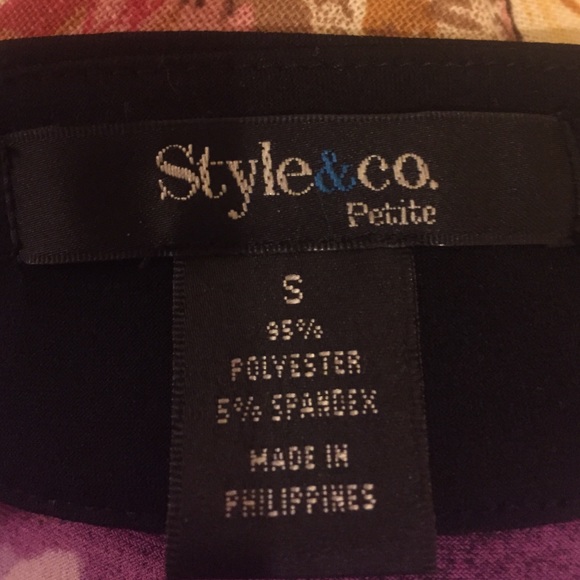 Style&co.
Petite
S
95%
POLYESTER
5% SPANDEX
MADE IN
PHILIPPINES